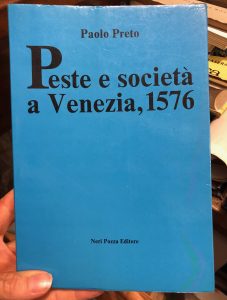 Paolo Preto
Peste e società
a Venezia, 1576
Neri Pozza Editore